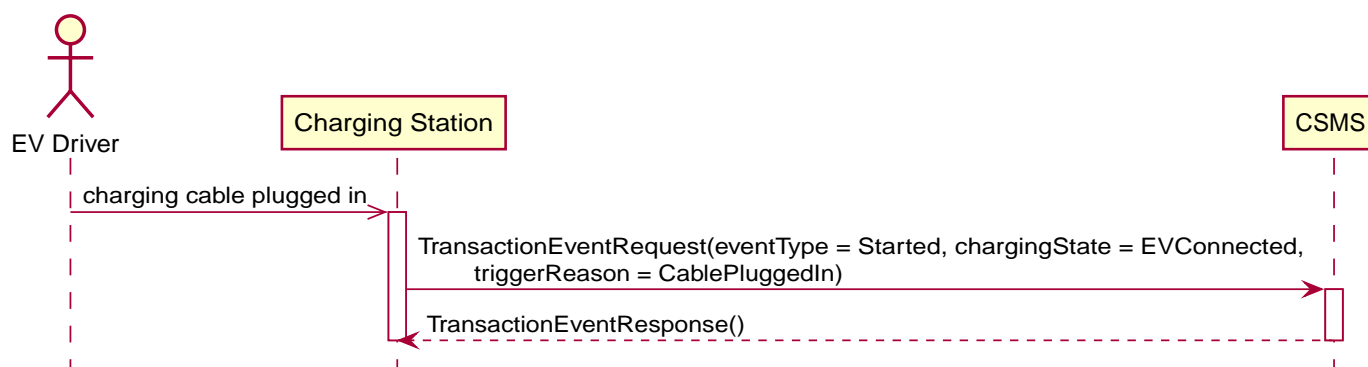 EV Driver
Charging Station
CSMS
charging cable plugged in
TransactionEventRequest(eventType = Started, chargingState = EVConnected,
triggerReason = CablePluggedIn)
TransactionEventResponse()